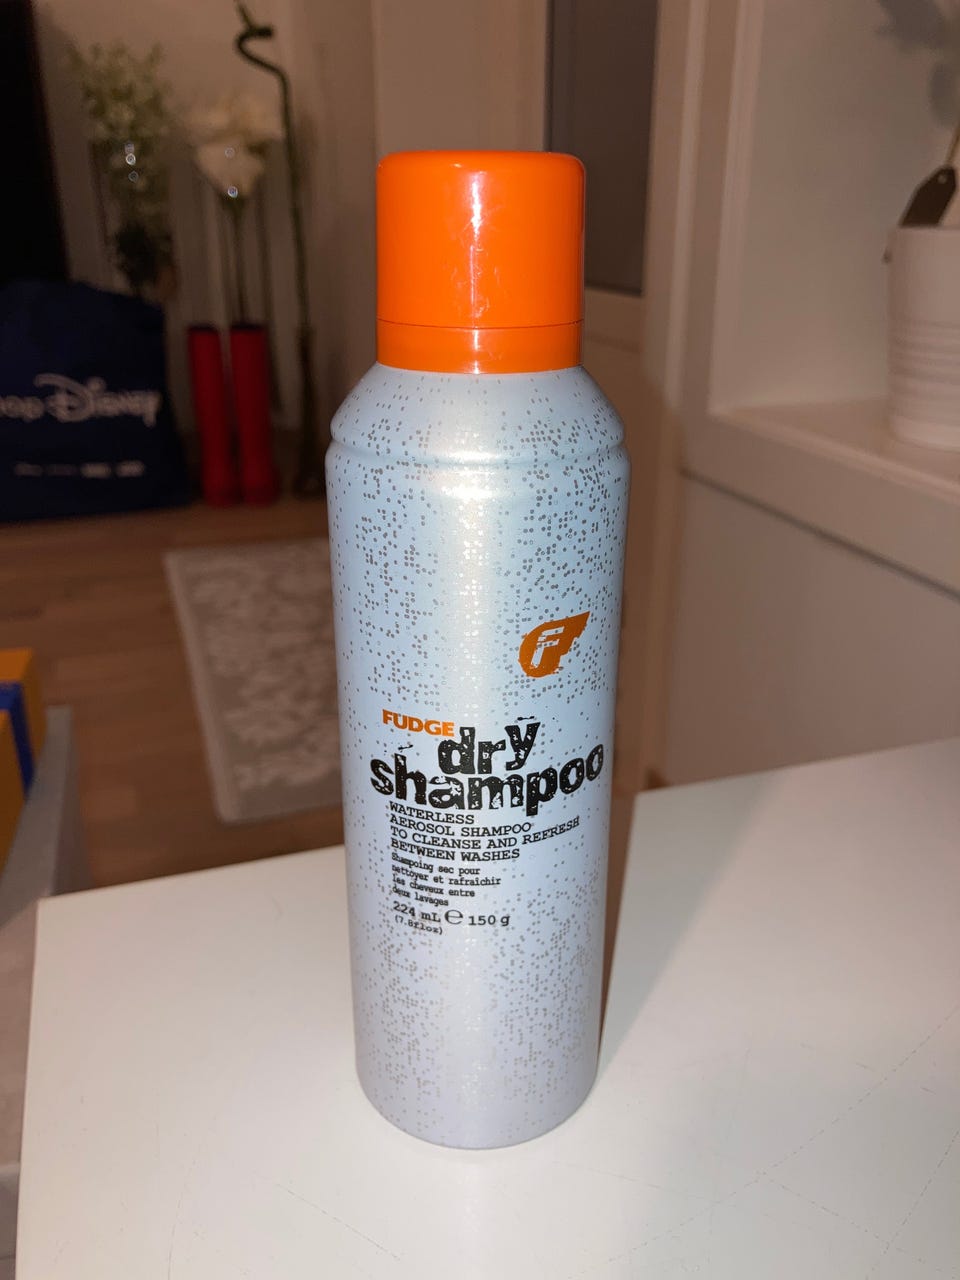 Disney
F
FUDGE
dry
shampoo
WATERLESS
AEROSOL SHAMPOO
TO CLEANSE AND REFRESH
BETWEEN WASHES
Shampoing sec pour
nettoyer et rafraîchir
les cheveux entre
deux lavages
224 mL e 150 g
(7.8floz)